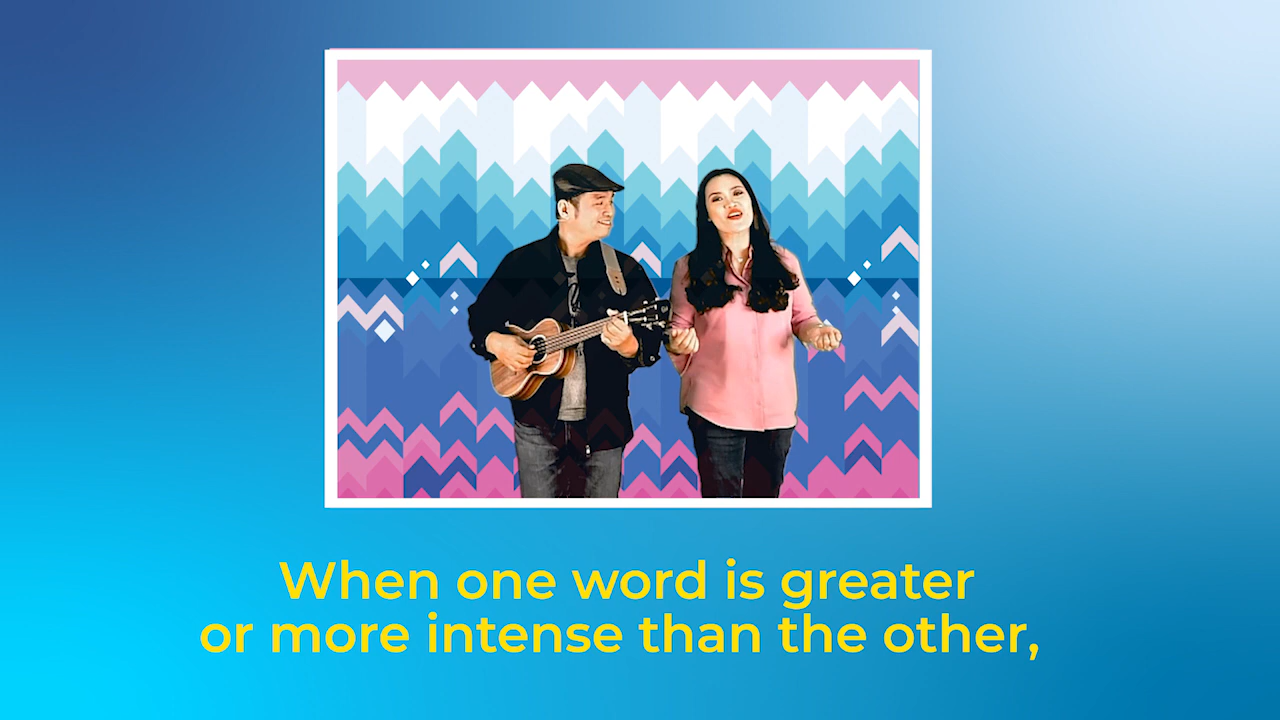 When one word is greater
or more intense than the other,